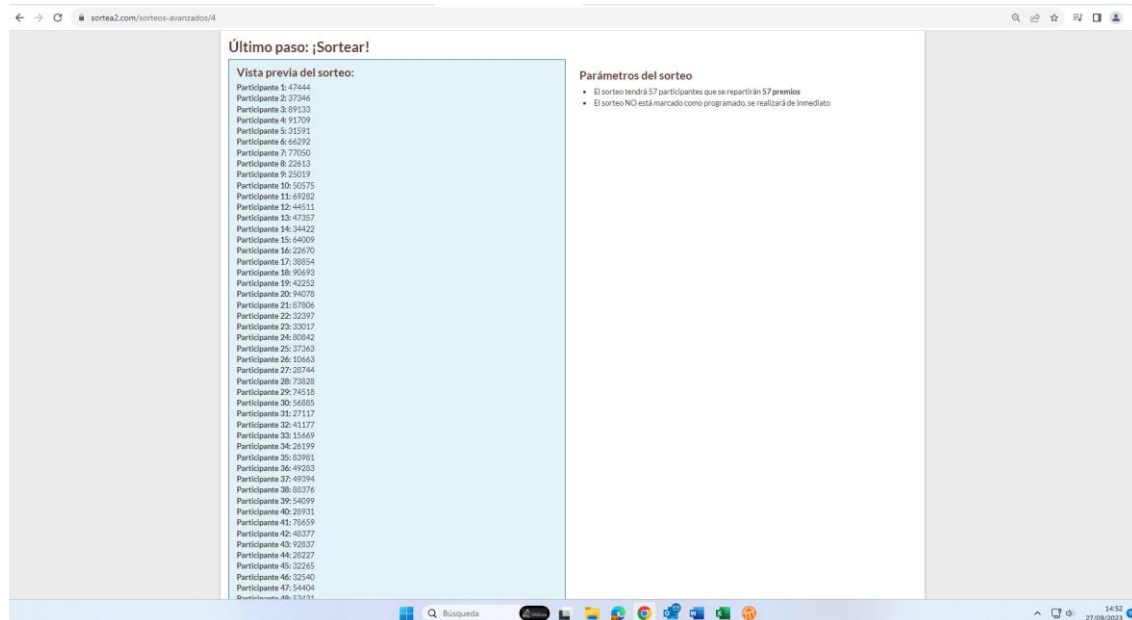 sortea2.com/sorteos-avanzados/4
Último paso: ¡Sortear!
Vista previa del sorteo:
Participante 1: 47444
Participante 2: 37346
Participante 3: 89133
Participante 4: 91709
Participante 5: 31591
Participante 6: 66292
Participante 7: 77050
Participante 8: 22613
Participante 9: 25019
Participante 10: 50575
Participante 11: 69282
Participante 12: 44511
Participante 13: 47357
Participante 14: 34422
Participante 15: 64009
Participante 16: 22670
Participante 17: 38854
Participante 18: 90693
Participante 19: 42252
Participante 20: 94078
Participante 21: 87806
Participante 22: 32397
Participante 23: 33017
Participante 24: 80842
Participante 25: 37363
Participante 26: 10663
Participante 27: 28744
Participante 28: 73828
Participante 29: 74518
Participante 30: 56885
Participante 31: 27117
Participante 32: 41177
Participante 33: 15669
Participante 34: 26199
Participante 35: 83981
Participante 36: 49283
Participante 37: 49394
Participante 38: 88376
Participante 39: 54099
Participante 40: 28931
Participante 41: 78659
Participante 42: 48377
Participante 43: 92837
Participante 44: 28227
Participante 45: 32265
Participante 46: 32540
Participante 47: 54404
Participante 48: 53431
Parámetros del sorteo
• El sorteo tendrá 57 participantes que se repartirán 57 premios
• El sorteo NO está marcado como programado, se realizará de inmediato
Búsqueda
14:52
27/09/2023